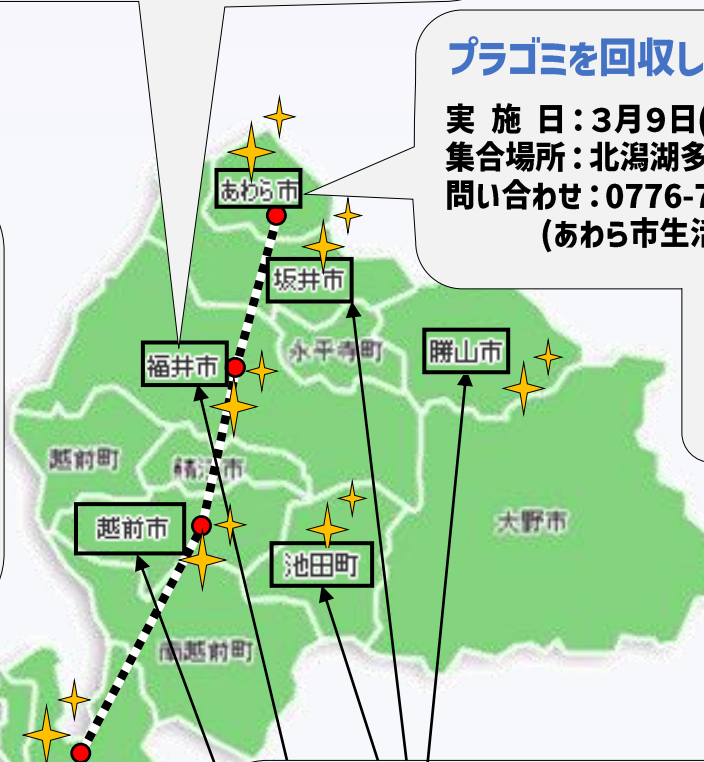 プラゴミを回収し
実 施 日：３月９日(
集合場所：北潟湖多
問い合わせ：0776-7
(あわら市生活
あわら市
坂井市
永平寺町
勝山市
福井市
越前町
鯖江市
越前市
大野市
池田町
南越前町